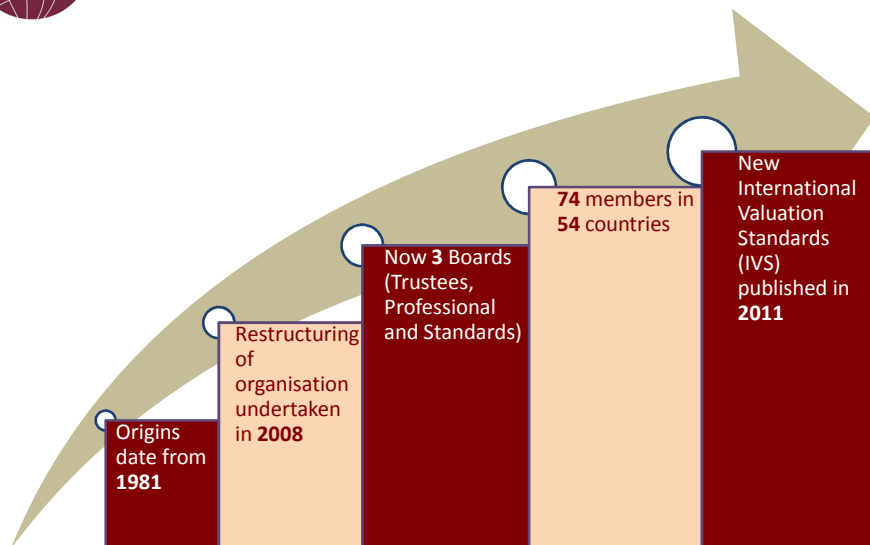 Origins
date from
1981
Restructuring
of
organisation
undertaken
in 2008
Now 3 Boards
(Trustees,
Professional
and Standards)
74 members in
54 countries
New
International
Valuation
Standards
(IVS)
published in
2011